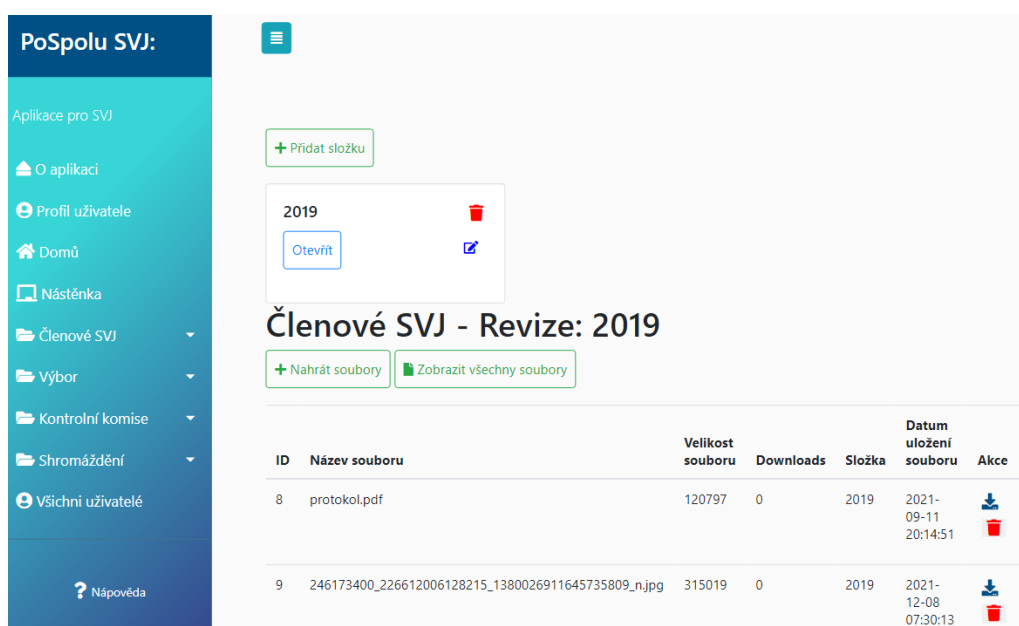 PoSpolu SVJ:
Aplikace pro SVJ
O aplikaci
Profil uživatele
Domů
Nástěnka
Členové SVJ
Výbor
Kontrolní komise
Shromáždění
Všichni uživatelé
Nápověda
Přidat složku
2019
Otevřít
Členové SVJ - Revize: 2019
Nahrát soubory Zobrazit všechny soubory
ID Název souboru Velikost souboru Downloads Složka Datum uložení souboru Akce
8 protokol.pdf 120797 0 2019 2021-09-11 20:14:51
9 246173400_226612006128215_1380026911645735809_n.jpg 315019 0 2019 2021-12-08 07:30:13